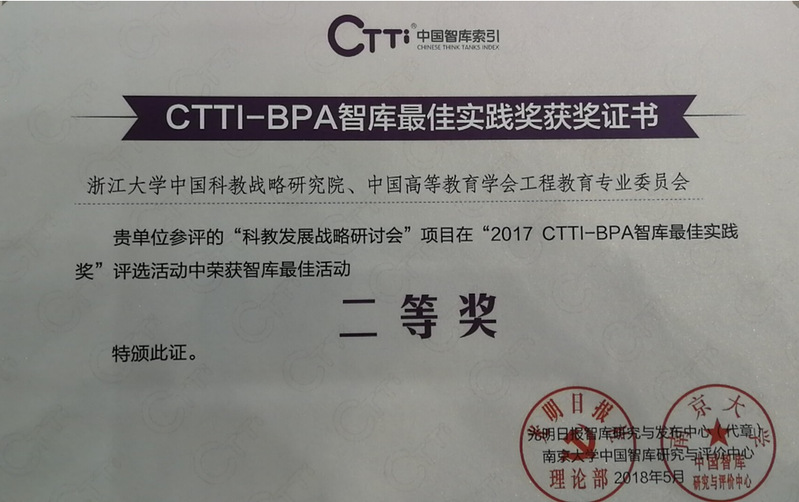 CTTi® 中国智库索引
CHINESE THINK TANKS INDEX
CTTI-BPA智库最佳实践奖获奖证书
浙江大学中国科教战略研究院、中国高等教育学会工程教育专业委员会
贵单位参评的“科教发展战略研讨会”项目在“2017 CTTI-BPA智库最佳实践
奖”评选活动中荣获智库最佳活动
二等奖
特颁此证。
光明日报智库研究与发布中心（代章）
南京大学中国智库研究与评价中心
2018年5月
光明日报社
理论部
南京大学
中国智库
研究与评价中心